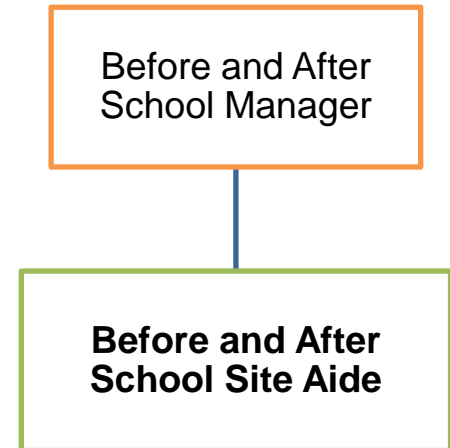 Before and After
School Manager
Before and After
School Site Aide